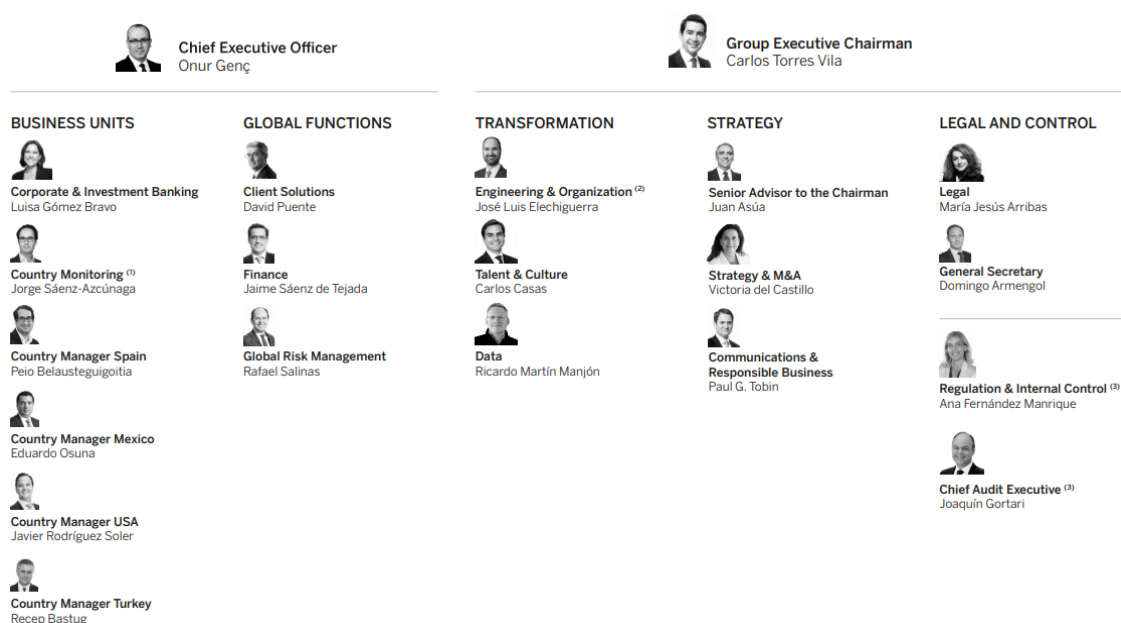 Chief Executive Officer
Onur Genç
Group Executive Chairman
Carlos Torres Vila
BUSINESS UNITS
Corporate & Investment Banking
Luisa Gómez Bravo
Country Monitoring (1)
Jorge Sáenz-Azcúnaga
Country Manager Spain
Peio Belausteguigoitia
Country Manager Mexico
Eduardo Osuna
Country Manager USA
Javier Rodríguez Soler
Country Manager Turkey
Recep Bastug
GLOBAL FUNCTIONS
Client Solutions
David Puente
Finance
Jaime Sáenz de Tejada
Global Risk Management
Rafael Salinas
TRANSFORMATION
Engineering & Organization (2)
José Luis Elechiguerra
Talent & Culture
Carlos Casas
Data
Ricardo Martín Manjón
STRATEGY
Senior Advisor to the Chairman
Juan Asúa
Strategy & M&A
Victoria del Castillo
Communications &
Responsible Business
Paul G. Tobin
LEGAL AND CONTROL
Legal
María Jesús Arribas
General Secretary
Domingo Armengol
Regulation & Internal Control (3)
Ana Fernández Manrique
Chief Audit Executive (3)
Joaquín Gortari